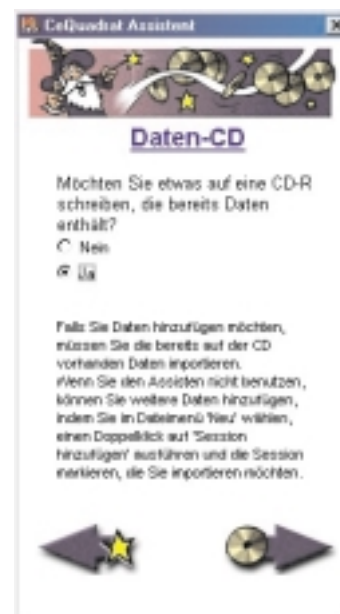 CeQuadrat Assistent
Daten-CD
Möchten Sie etwas auf eine CD-R
schreiben, die bereits Daten
enthält?
Nein
Ja
Falls Sie Daten hinzufügen möchten,
müssen Sie die bereits auf der CD
vorhanden Daten importieren.
Wenn Sie den Assisten nicht benutzen,
können Sie weitere Daten hinzufügen,
indem Sie im Dateimenü 'Neu' wählen,
einen Doppelklick auf 'Session
hinzufügen' ausführen und die Session
markieren, die Sie importieren möchten.